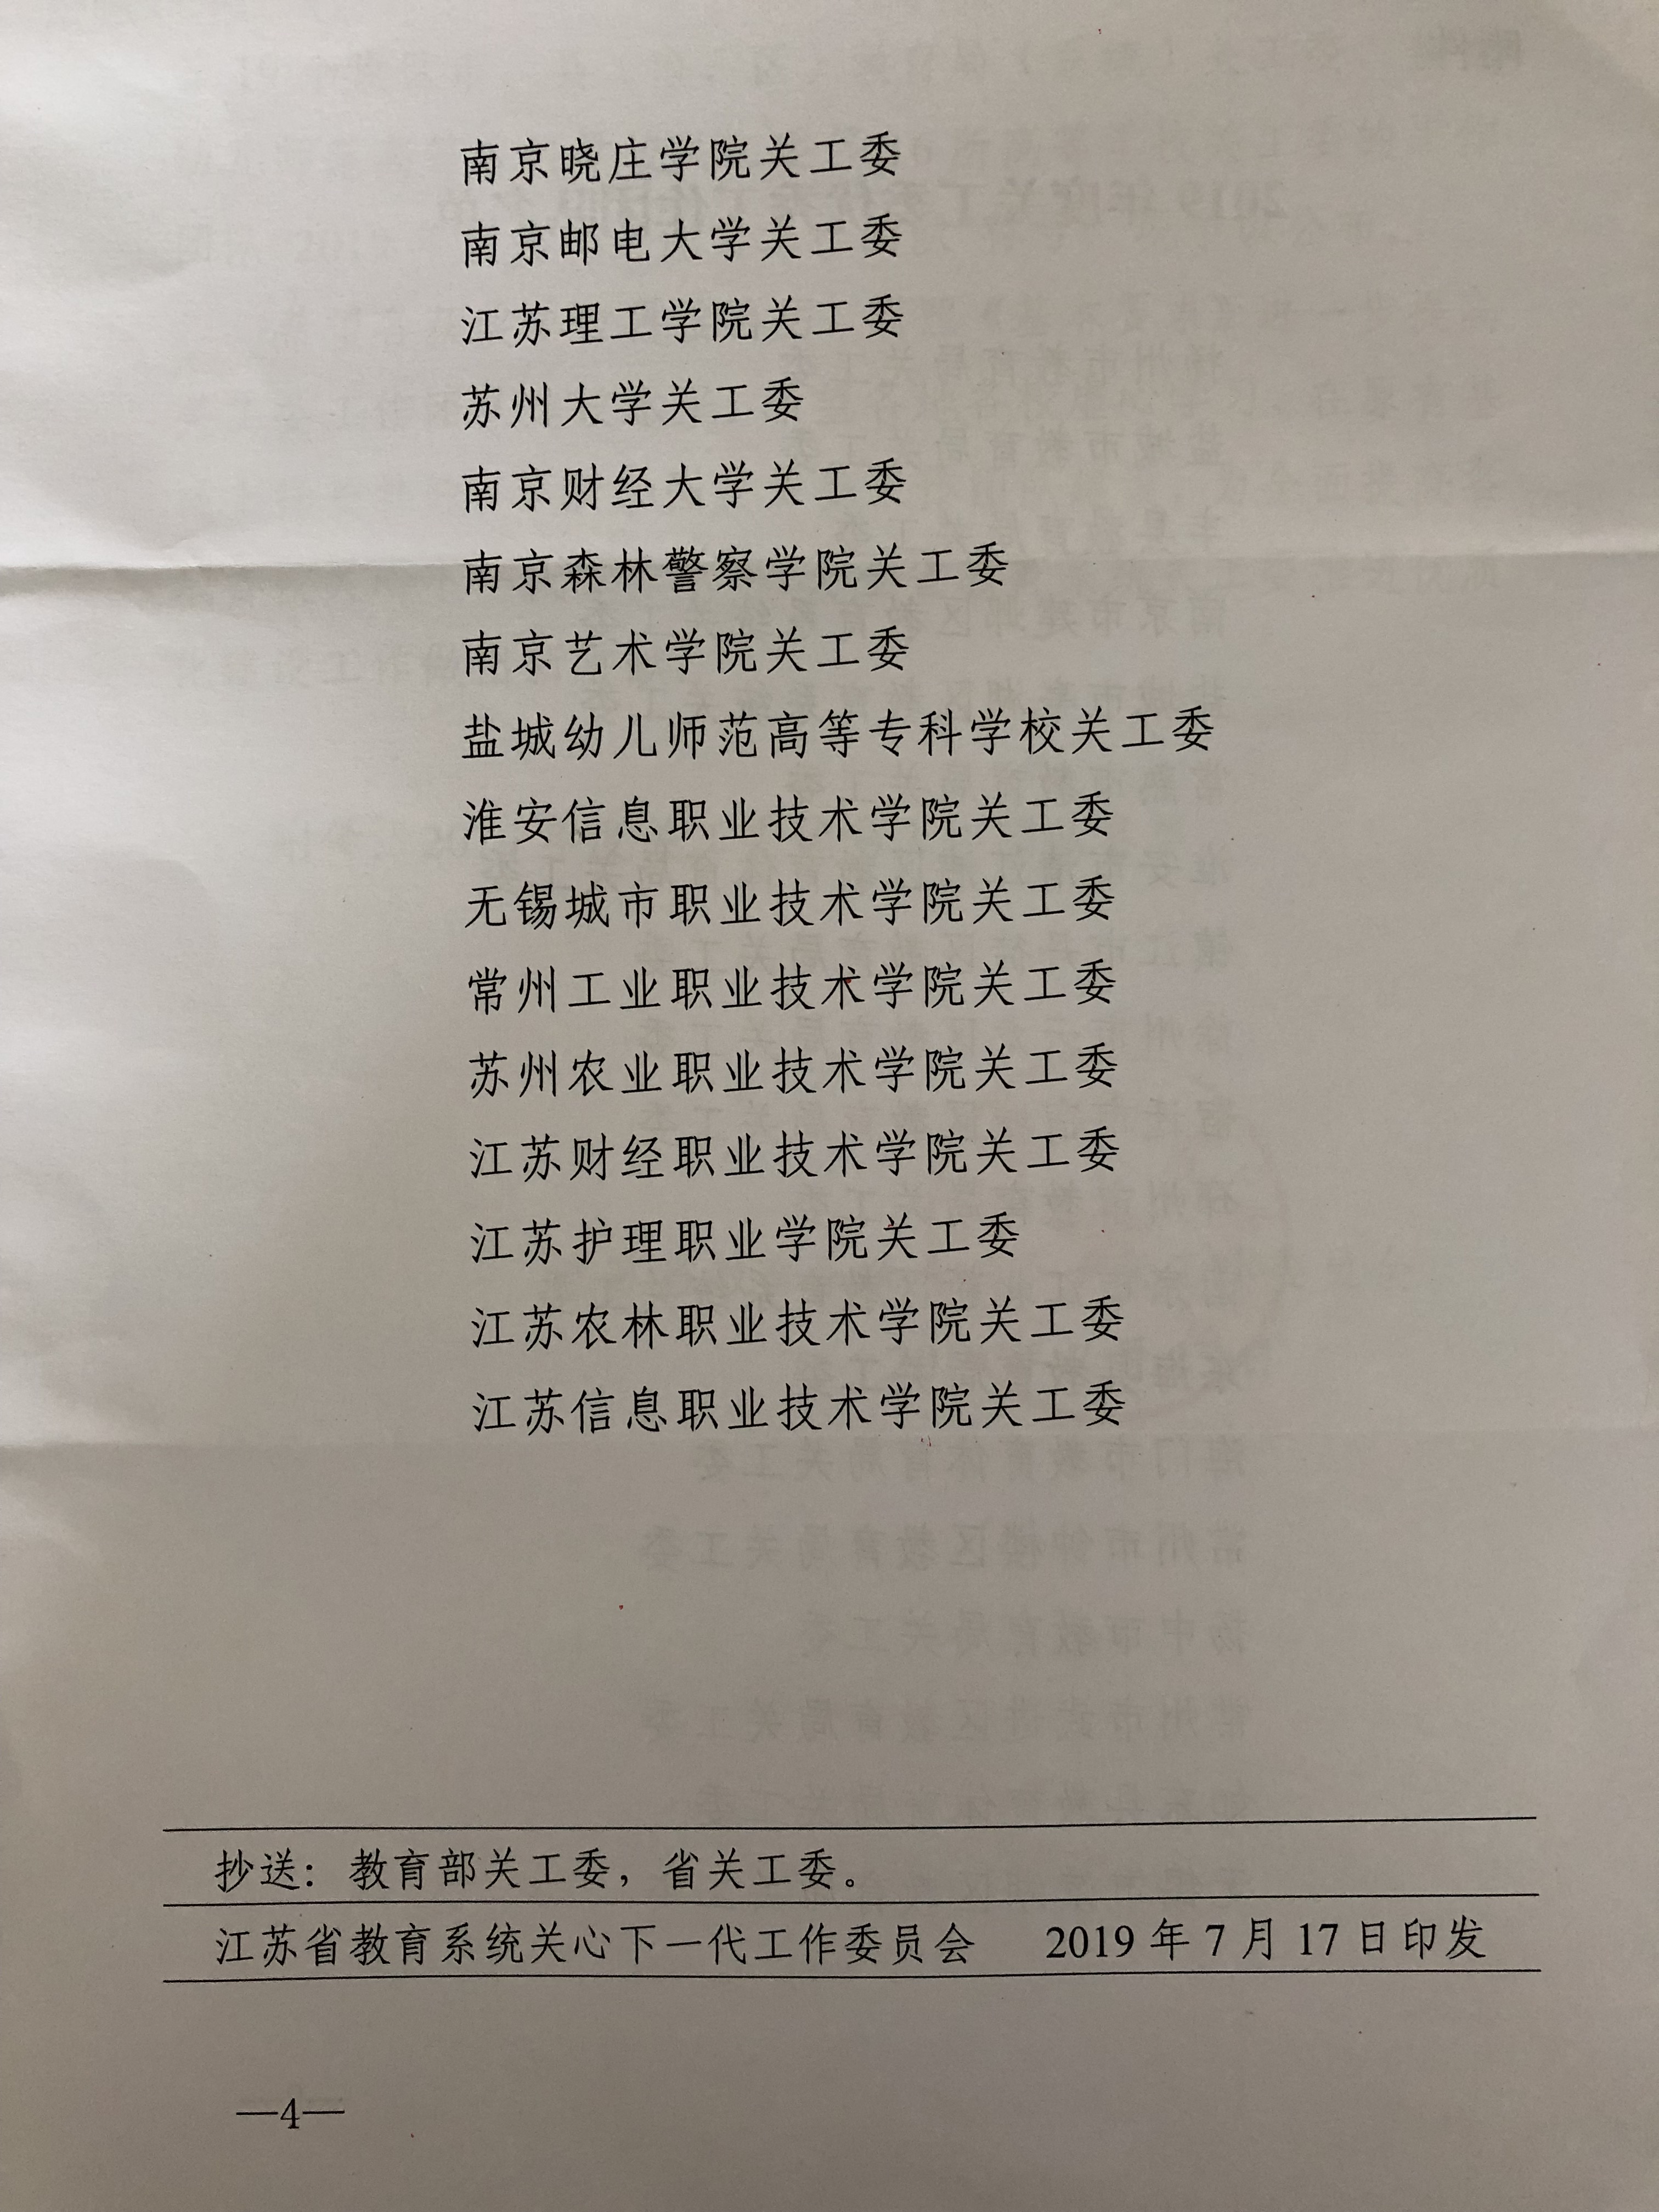 南京晓庄学院关工委
南京邮电大学关工委
江苏理工学院关工委
苏州大学关工委
南京财经大学关工委
南京森林警察学院关工委
南京艺术学院关工委
盐城幼儿师范高等专科学校关工委
淮安信息职业技术学院关工委
无锡城市职业技术学院关工委
常州工业职业技术学院关工委
苏州农业职业技术学院关工委
江苏财经职业技术学院关工委
江苏护理职业学院关工委
江苏农林职业技术学院关工委
江苏信息职业技术学院关工委
抄送：教育部关工委，省关工委。
江苏省教育系统关心下一代工作委员会 2019年7月17日印发
—4—